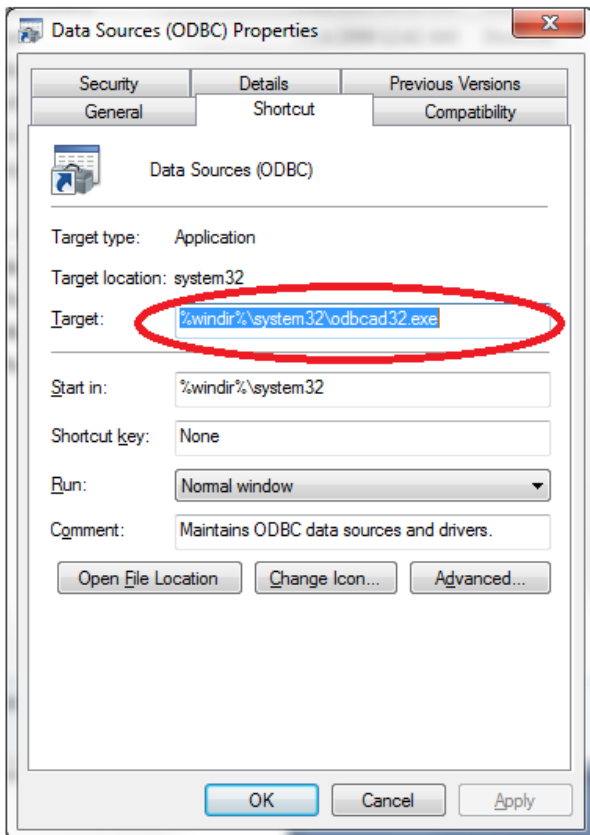 Data Sources (ODBC) Properties
Security Details Previous Versions
General Shortcut Compatibility
Data Sources (ODBC)
Target type: Application
Target location: system32
Target: %windir%\system32\odbcad32.exe
Start in: %windir%\system32
Shortcut key: None
Run: Normal window
Comment: Maintains ODBC data sources and drivers.
Open File Location Change Icon... Advanced...
OK Cancel Apply